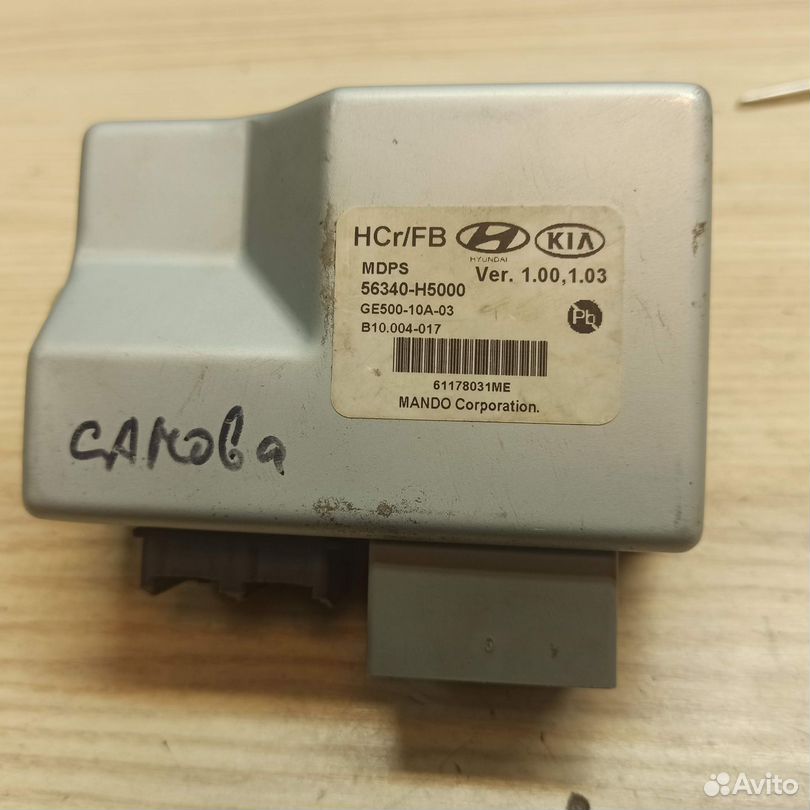 HCr/FB HYUNDAI KIA
MDPS Ver. 1.00,1.03
56340-H5000
GE500-10A-03 Pb
B10.004-017
61178031ME
MANDO Corporation.
самова
Avito